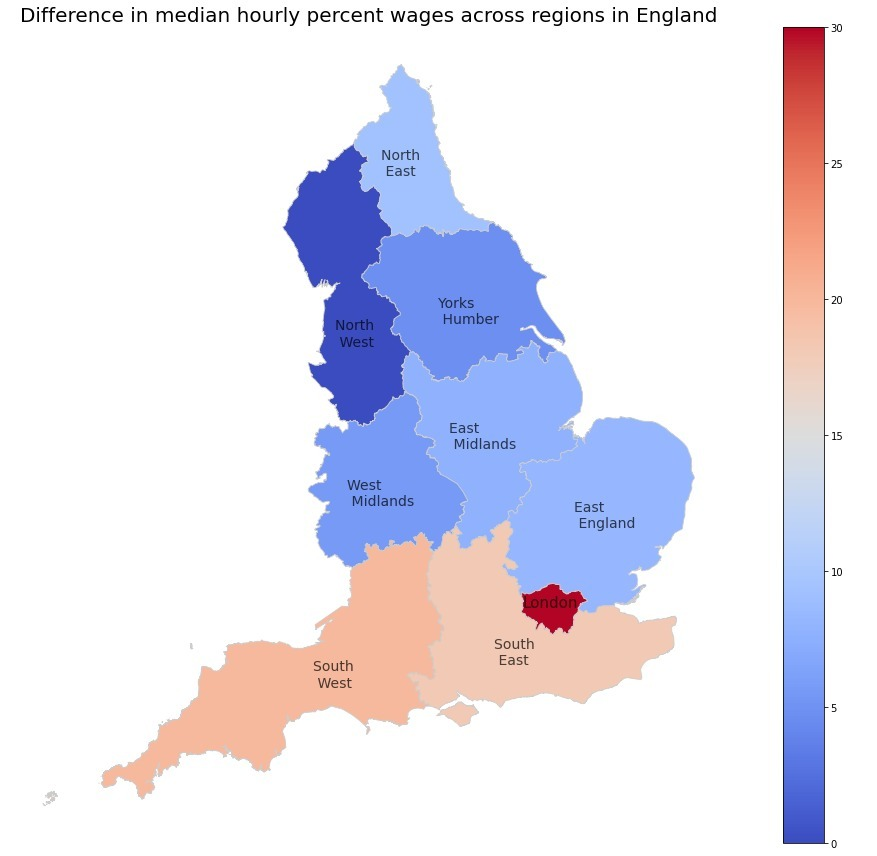 Difference in median hourly percent wages across regions in England
30
25
20
15
10
5
0
North
East
Yorks
Humber
North
West
East
Midlands
West
Midlands
East
England
London
South
East
South
West